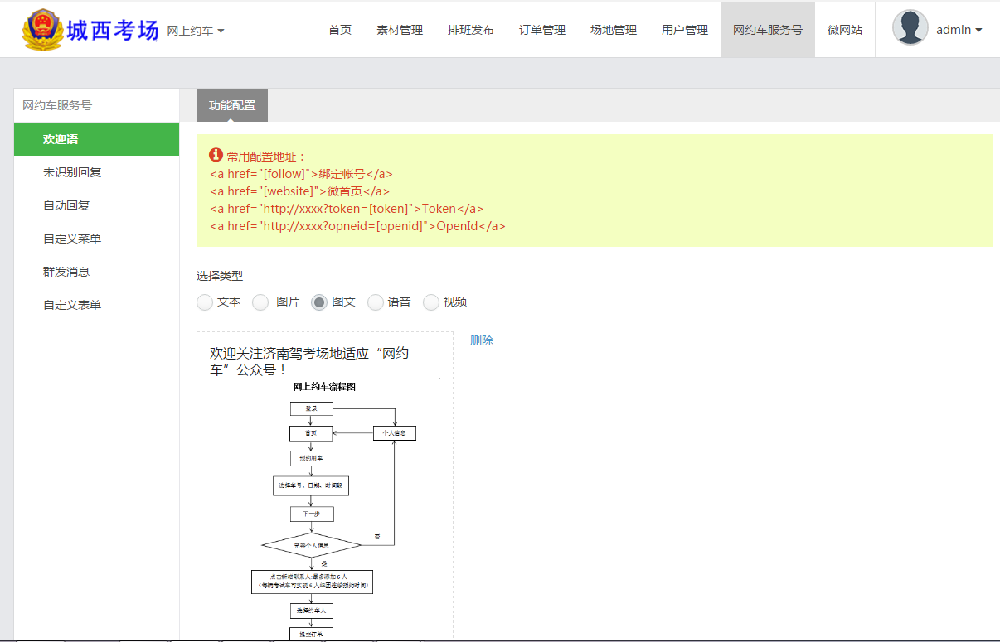 城西考场
网上约车
首页
素材管理
排班发布
订单管理
场地管理
用户管理
网约车服务号
微网站
admin
网约车服务号
欢迎语
未识别回复
自动回复
自定义菜单
群发消息
自定义表单
功能配置
常用配置地址：
<a href="[follow]">绑定帐号</a>
<a href="[website]">微首页</a>
<a href="http://xxxx?token=[token]">Token</a>
<a href="http://xxxx?opneid=[openid]">OpenId</a>
选择类型
文本
图片
图文
语音
视频
删除
欢迎关注济南驾考场地适应“网约
车”公众号！
网上约车流程图
登录
首页
个人信息
预约用车
选择车号、日期、时间段
下一步
完善个人信息
否
是
点击新增联系人:最多添加 6 人
（每辆考试车可实现 6 人组团连续预约时间）
选择约车人
提交订单